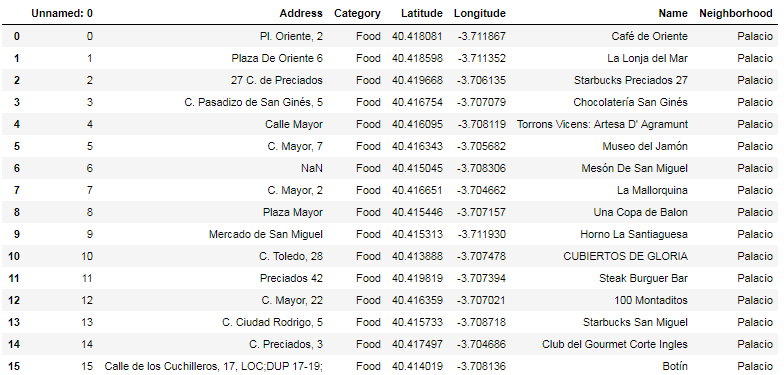 Unnamed: 0 Address Category Latitude Longitude Name Neighborhood
0 0 Pl. Oriente, 2 Food 40.418081 -3.711867 Café de Oriente Palacio
1 1 Plaza De Oriente 6 Food 40.418598 -3.711352 La Lonja del Mar Palacio
2 2 27 C. de Preciados Food 40.419668 -3.706135 Starbucks Preciados 27 Palacio
3 3 C. Pasadizo de San Ginés, 5 Food 40.416754 -3.707079 Chocolatería San Ginés Palacio
4 4 Calle Mayor Food 40.416095 -3.708119 Torrons Vicens: Artesa D' Agramunt Palacio
5 5 C. Mayor, 7 Food 40.416343 -3.705682 Museo del Jamón Palacio
6 6 NaN Food 40.415045 -3.708306 Mesón De San Miguel Palacio
7 7 C. Mayor, 2 Food 40.416651 -3.704662 La Mallorquina Palacio
8 8 Plaza Mayor Food 40.415446 -3.707157 Una Copa de Balon Palacio
9 9 Mercado de San Miguel Food 40.415313 -3.711930 Horno La Santiaguesa Palacio
10 10 C. Toledo, 28 Food 40.413888 -3.707478 CUBIERTOS DE GLORIA Palacio
11 11 Preciados 42 Food 40.419819 -3.707394 Steak Burguer Bar Palacio
12 12 C. Mayor, 22 Food 40.416359 -3.707021 100 Montaditos Palacio
13 13 C. Ciudad Rodrigo, 5 Food 40.415733 -3.708718 Starbucks San Miguel Palacio
14 14 C. Preciados, 3 Food 40.417497 -3.704686 Club del Gourmet Corte Ingles Palacio
15 15 Calle de los Cuchilleros, 17, LOC;DUP 17-19; Food 40.414019 -3.708136 Botín Palacio